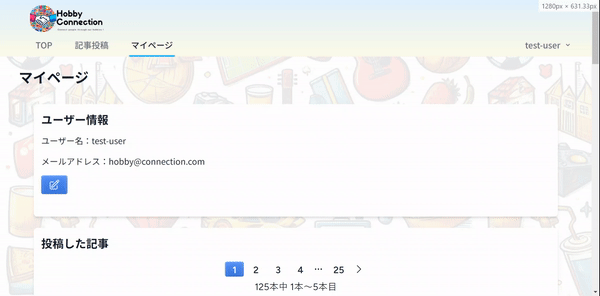 1280px × 631.33px
Hobby
Connection
TOP
記事投稿
マイページ
test-user
マイページ
ユーザー情報
ユーザー名：test-user
メールアドレス：hobby@connection.com
投稿した記事
1 2 3 4 … 25
125本中 1本～5本目